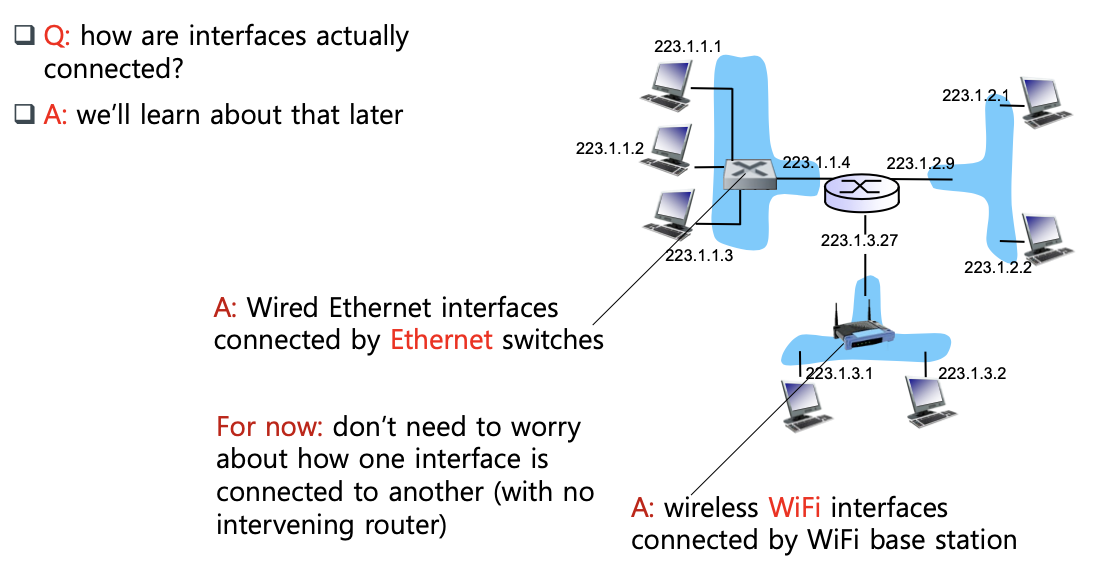 ❑ Q: how are interfaces actually
connected?
❑ A: we'll learn about that later
223.1.1.1
223.1.1.2
223.1.1.3
223.1.1.4
223.1.2.9
223.1.2.1
223.1.2.2
223.1.3.27
223.1.3.1
223.1.3.2
A: Wired Ethernet interfaces
connected by Ethernet switches
For now: don't need to worry
about how one interface is
connected to another (with no
intervening router)
A: wireless WiFi interfaces
connected by WiFi base station